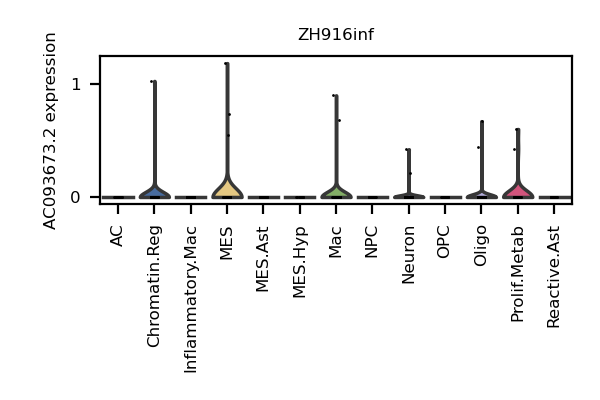 ZH916inf
AC093673.2 expression
1
0
AC
Chromatin.Reg
Inflammatory.Mac
MES
MES.Ast
MES.Hyp
Mac
NPC
Neuron
OPC
Oligo
Prolif.Metab
Reactive.Ast